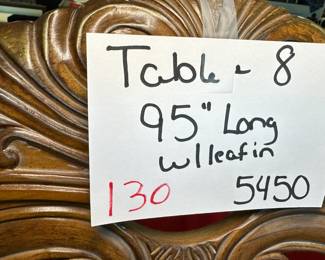 Table - 8
95" Long
w/leaf in
130 5450